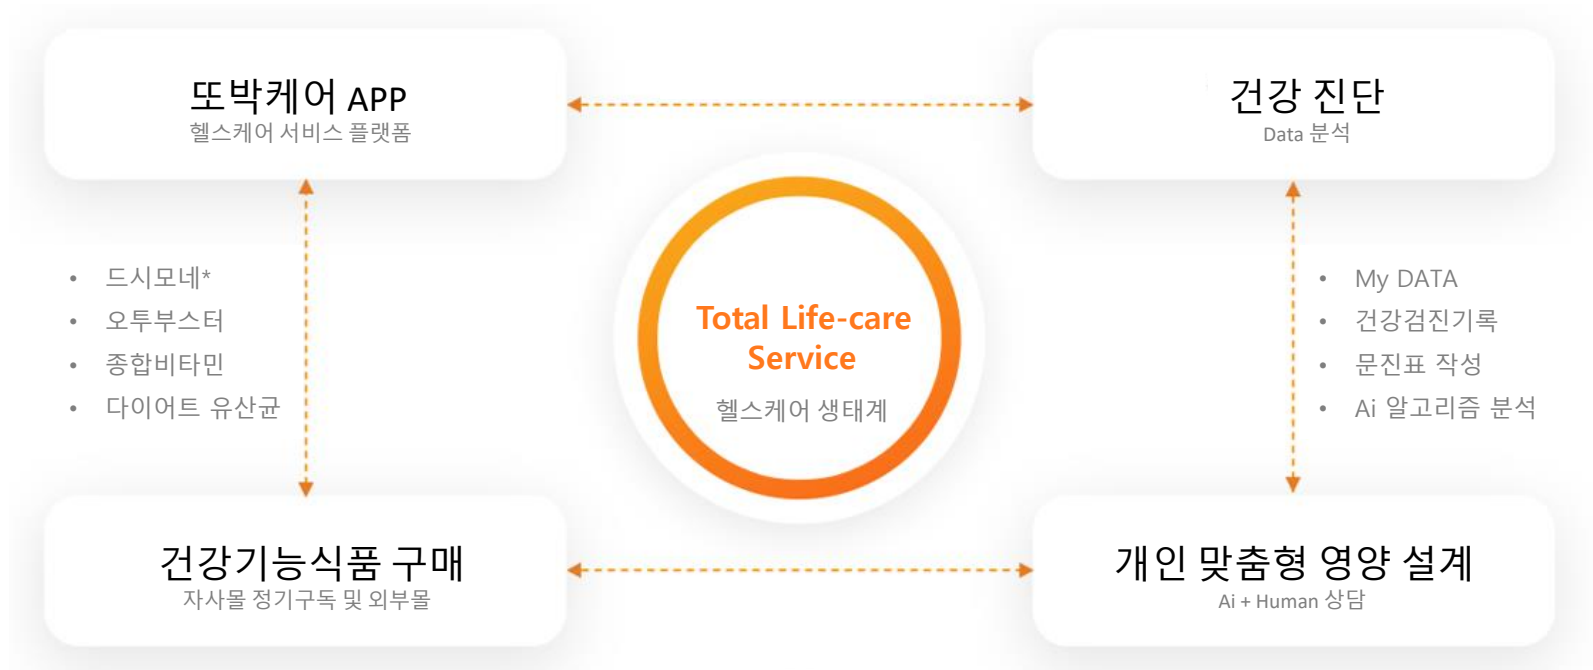 또박케어 APP
헬스케어 서비스 플랫폼
건강 진단
Data 분석
• 드시모네*
• 오투부스터
• 종합비타민
• 다이어트 유산균
Total Life-care
Service
헬스케어 생태계
• My DATA
• 건강검진기록
• 문진표 작성
• Ai 알고리즘 분석
건강기능식품 구매
자사몰 정기구독 및 외부몰
개인 맞춤형 영양 설계
Ai + Human 상담